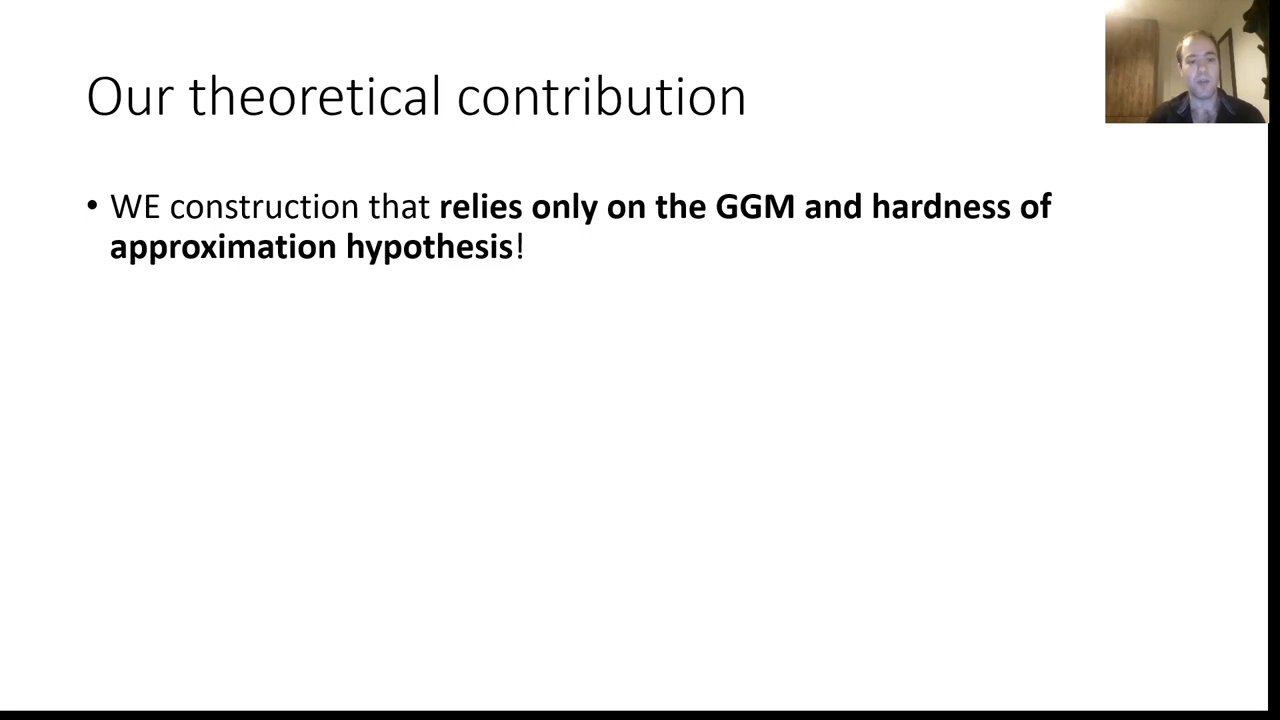 Our theoretical contribution
• WE construction that relies only on the GGM and hardness of
approximation hypothesis!